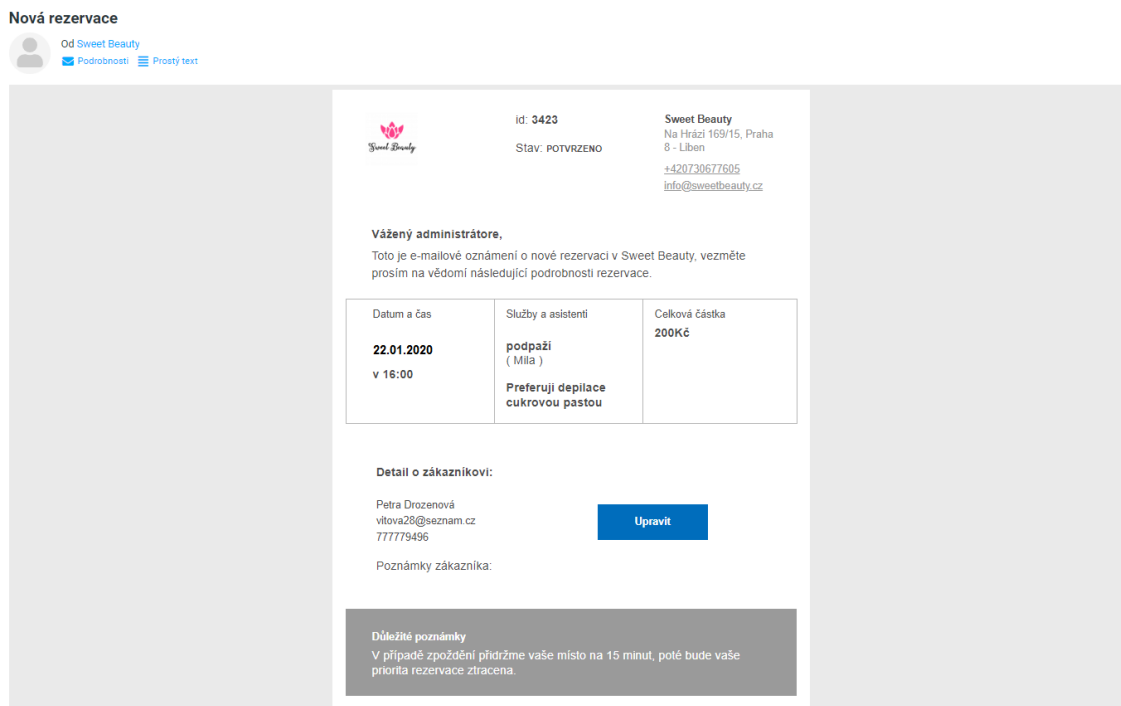 Nová rezervace
Od Sweet Beauty
Podrobnosti Prostý text
Sweet Beauty
id: 3423
Stav: POTVRZENO
Sweet Beauty
Na Hrázi 169/15, Praha
8 - Liben
+420730677605
info@sweetbeauty.cz
Vážený administrátore,
Toto je e-mailové oznámení o nové rezervaci v Sweet Beauty, vezměte
prosím na vědomí následující podrobnosti rezervace.
Datum a čas
22.01.2020
v 16:00
Služby a asistenti
podpaží
( Mila )
Preferuji depilace
cukrovou pastou
Celková částka
200Kč
Detail o zákazníkovi:
Petra Drozenová
vitova28@seznam.cz
777779496
Upravit
Poznámky zákazníka:
Důležité poznámky
V případě zpoždění přidržme vaše místo na 15 minut, poté bude vaše
priorita rezervace ztracena.